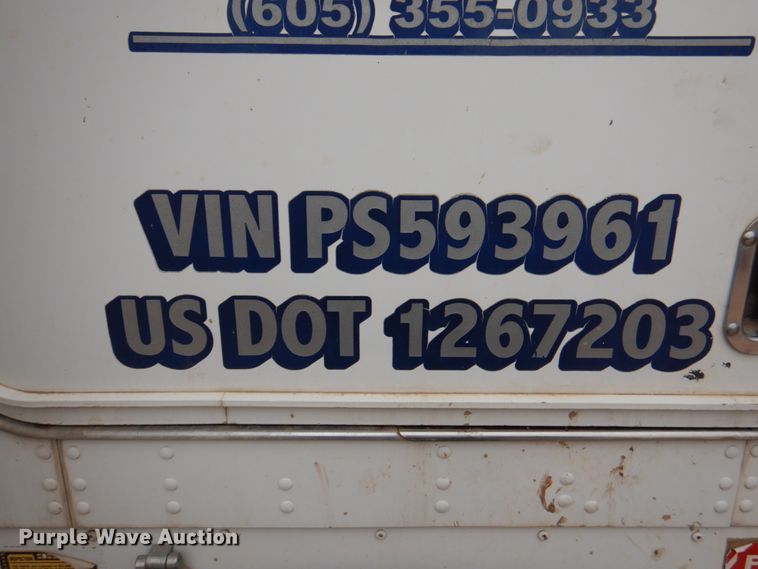 (605) 355-0933
VIN PS593961
US DOT 1267203
Purple Wave Auction